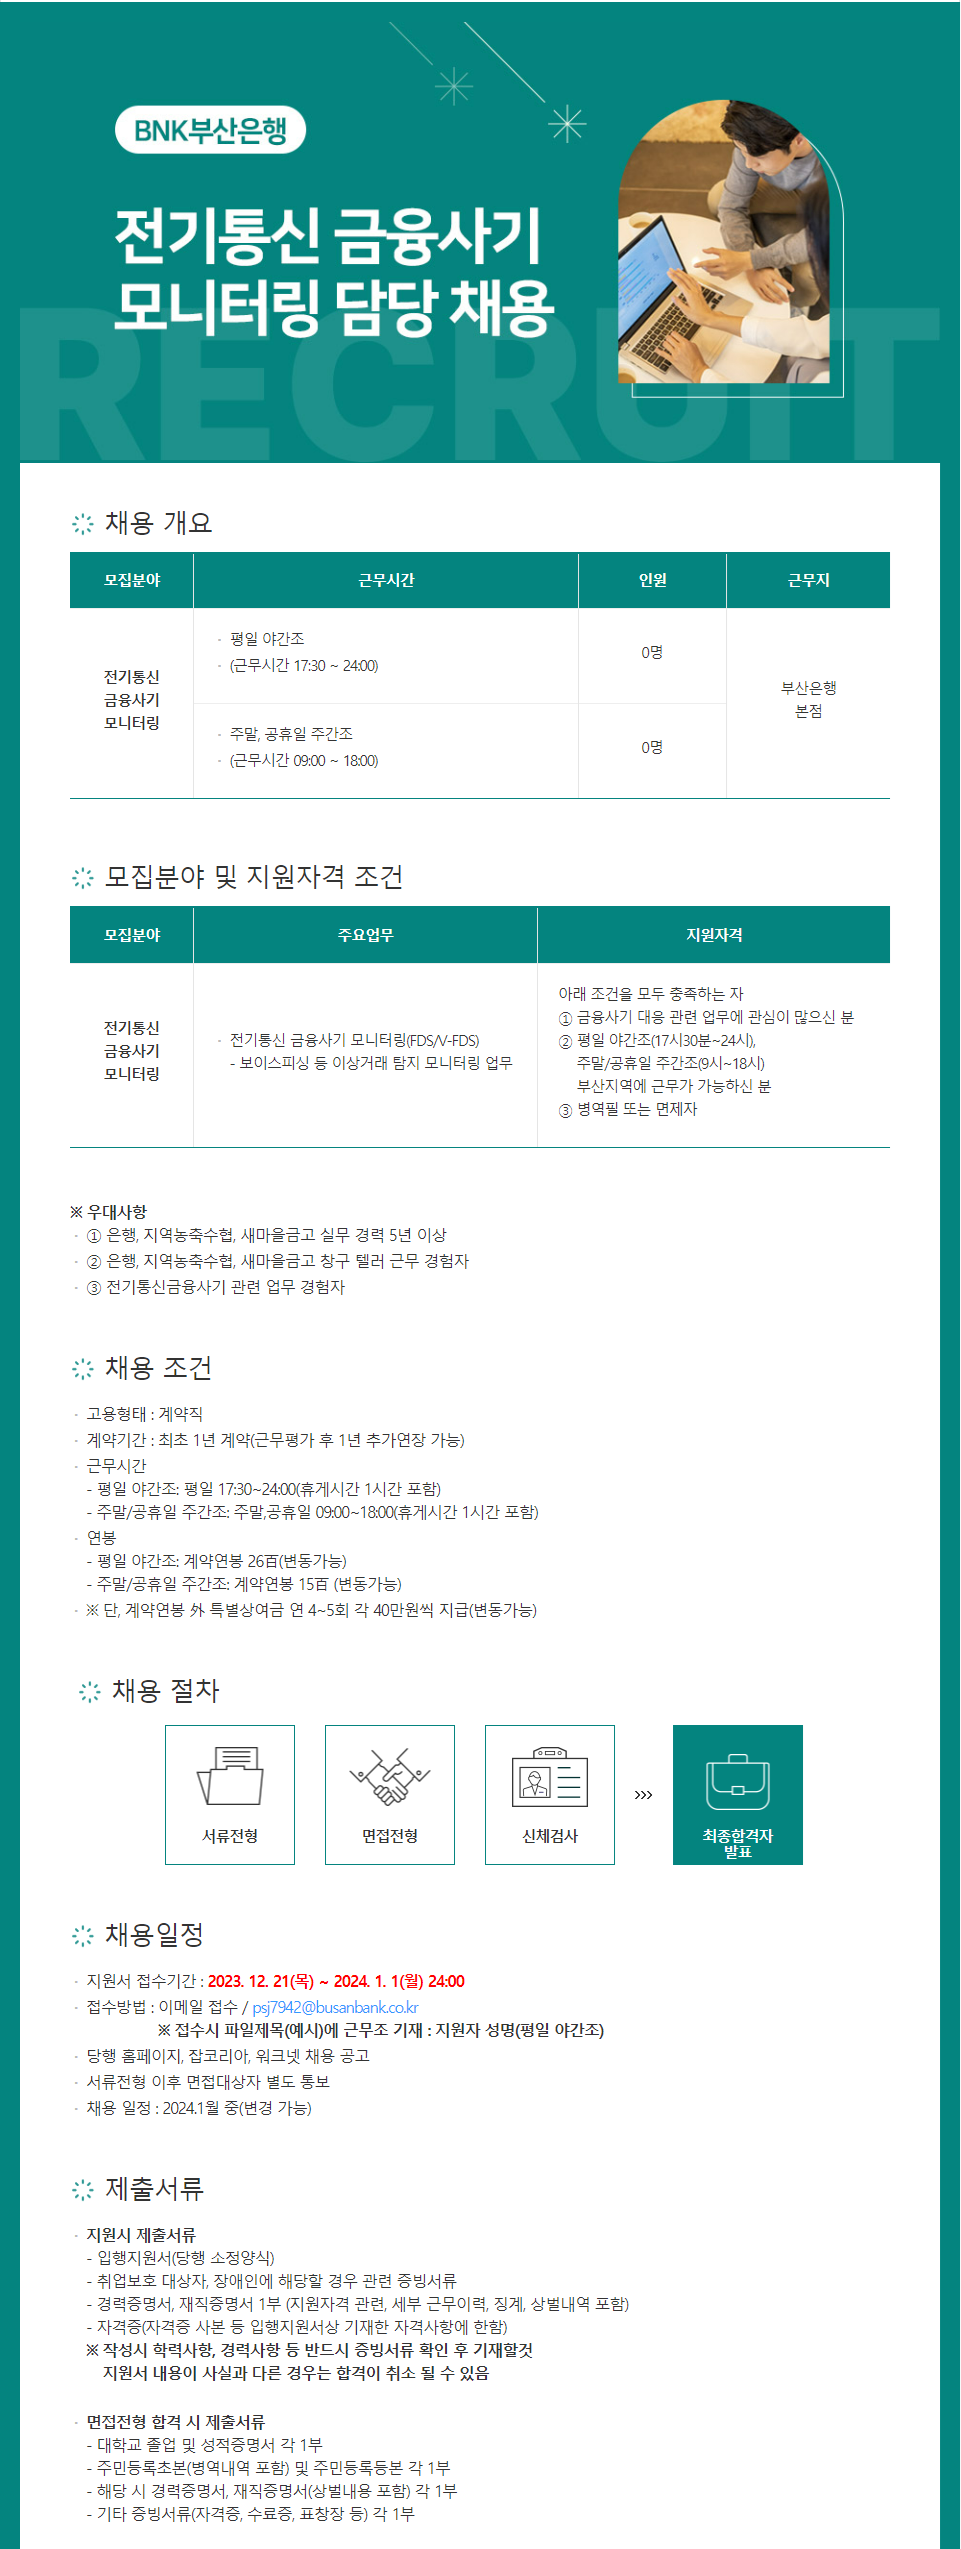 BNK부산은행
전기통신 금융사기
모니터링 담당 채용
RECRUIT
채용 개요
모집분야 근무시간 인원 근무지
전기통신
금융사기
모니터링
· 평일 야간조
· (근무시간 17:30 ~ 24:00)
0명
· 주말, 공휴일 주간조
· (근무시간 09:00 ~ 18:00)
0명
부산은행
본점
모집분야 및 지원자격 조건
모집분야 주요업무 지원자격
전기통신
금융사기
모니터링
· 전기통신 금융사기 모니터링(FDS/V-FDS)
- 보이스피싱 등 이상거래 탐지 모니터링 업무
아래 조건을 모두 충족하는 자
① 금융사기 대응 관련 업무에 관심이 많으신 분
② 평일 야간조(17시30분~24시),
주말/공휴일 주간조(9시~18시)
부산지역에 근무가 가능하신 분
③ 병역필 또는 면제자
※ 우대사항
· ① 은행, 지역농축수협, 새마을금고 실무 경력 5년 이상
· ② 은행, 지역농축수협, 새마을금고 창구 텔러 근무 경험자
· ③ 전기통신금융사기 관련 업무 경험자
채용 조건
· 고용형태 : 계약직
· 계약기간 : 최초 1년 계약(근무평가 후 1년 추가연장 가능)
· 근무시간
- 평일 야간조: 평일 17:30~24:00(휴게시간 1시간 포함)
- 주말/공휴일 주간조: 주말,공휴일 09:00~18:00(휴게시간 1시간 포함)
· 연봉
- 평일 야간조: 계약연봉 26百(변동가능)
- 주말/공휴일 주간조: 계약연봉 15百 (변동가능)
· ※ 단, 계약연봉 外 특별상여금 연 4~5회 각 40만원씩 지급(변동가능)
채용 절차
서류전형
면접전형
신체검사
›››
최종합격자
발표
채용일정
· 지원서 접수기간 : 2023. 12. 21(목) ~ 2024. 1. 1(월) 24:00
· 접수방법 : 이메일 접수 / psj7942@busanbank.co.kr
※ 접수시 파일제목(예시)에 근무조 기재 : 지원자 성명(평일 야간조)
· 당행 홈페이지, 잡코리아, 워크넷 채용 공고
· 서류전형 이후 면접대상자 별도 통보
· 채용 일정 : 2024.1월 중(변경 가능)
제출서류
· 지원시 제출서류
- 입행지원서(당행 소정양식)
- 취업보호 대상자, 장애인에 해당할 경우 관련 증빙서류
- 경력증명서, 재직증명서 1부 (지원자격 관련, 세부 근무이력, 징계, 상벌내역 포함)
- 자격증(자격증 사본 등 입행지원서상 기재한 자격사항에 한함)
※ 작성시 학력사항, 경력사항 등 반드시 증빙서류 확인 후 기재할것
지원서 내용이 사실과 다른 경우는 합격이 취소 될 수 있음
· 면접전형 합격 시 제출서류
- 대학교 졸업 및 성적증명서 각 1부
- 주민등록초본(병역내역 포함) 및 주민등록등본 각 1부
- 해당 시 경력증명서, 재직증명서(상벌내용 포함) 각 1부
- 기타 증빙서류(자격증, 수료증, 표창장 등) 각 1부